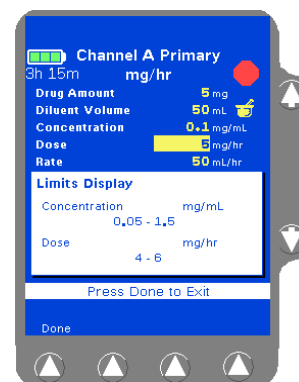 Channel A Primary
3h 15m mg/hr
Drug Amount 5 mg
Diluent Volume 50 mL
Concentration 0.1 mg/mL
Dose 5 mg/hr
Rate 50 mL/hr
Limits Display
Concentration mg/mL
0.05 - 1.5
Dose mg/hr
4 - 6
Press Done to Exit
Done